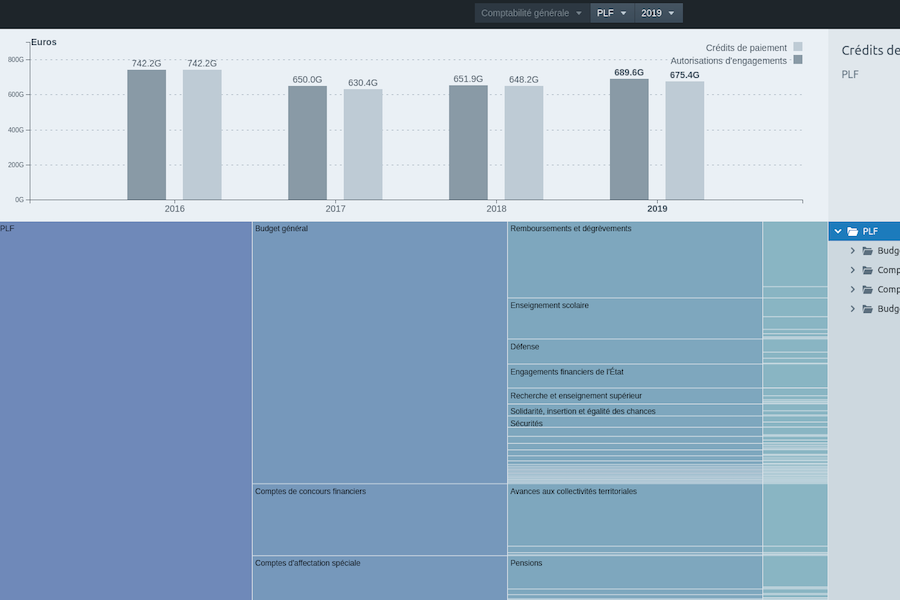 Comptabilité générale PLF 2019
Euros
Crédits de paiement
Autorisations d'engagements
800G
600G
400G
200G
0G
742.2G 742.2G
650.0G 630.4G
651.9G 648.2G
689.6G 675.4G
2016 2017 2018 2019
Crédits de
PLF
PLF
Budget général
Remboursements et dégrèvements
Enseignement scolaire
Défense
Engagements financiers de l'État
Recherche et enseignement supérieur
Solidarité, insertion et égalité des chances
Sécurités
Comptes de concours financiers
Avances aux collectivités territoriales
Comptes d'affectation spéciale
Pensions
PLF
Budg
Comp
Comp
Budg